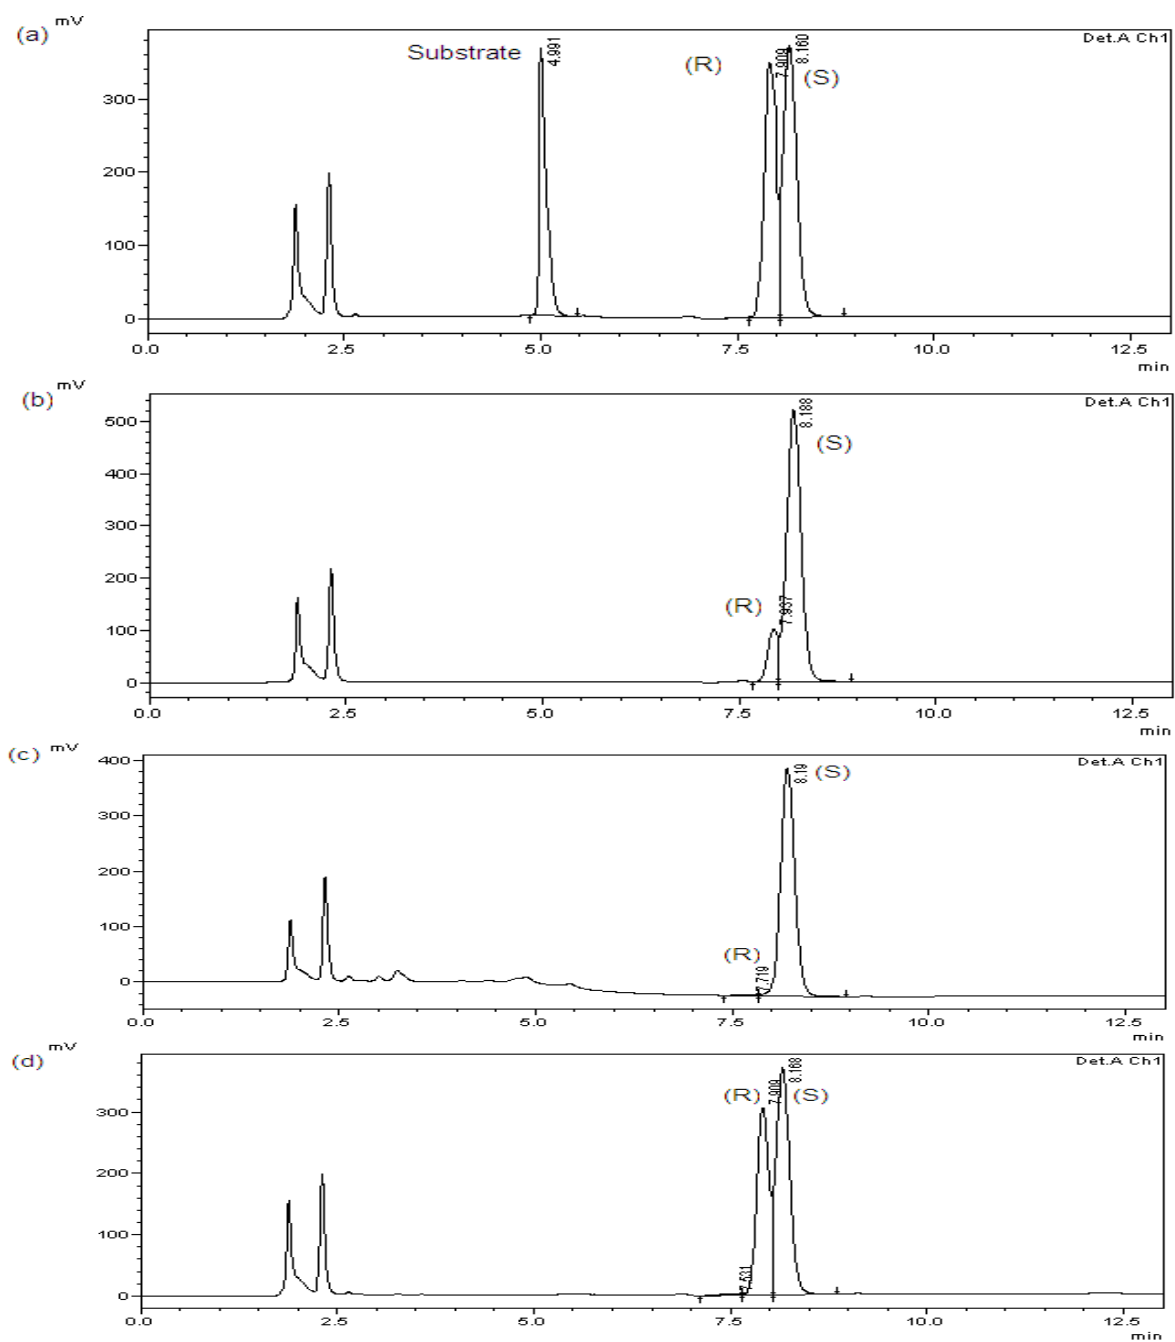 (a) mV
Det.A Ch1
Substrate 4.991 (R) 7.909 8.160 (S)
300
200
100
0
0.0 2.5 5.0 7.5 10.0 12.5
min
(b) mV
Det.A Ch1
500
400
300
200
100
0
8.188 (S)
(R) 7.937
0.0 2.5 5.0 7.5 10.0 12.5
min
(c) mV
Det.A Ch1
400
300
200
100
0
8.19 (S)
(R) 7.719
0.0 2.5 5.0 7.5 10.0 12.5
min
(d) mV
Det.A Ch1
300
200
100
0
(R) 7.909 8.168 (S)
7.531
0.0 2.5 5.0 7.5 10.0 12.5
min